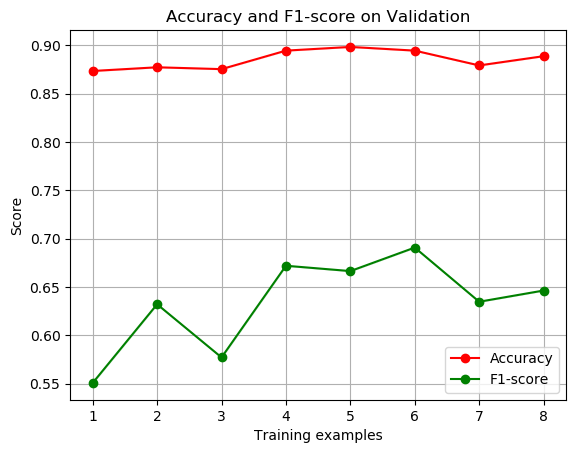 Accuracy and F1-score on Validation
0.90
0.85
0.80
0.75
0.70
0.65
0.60
0.55
Score
1 2 3 4 5 6 7 8
Training examples
Accuracy
F1-score